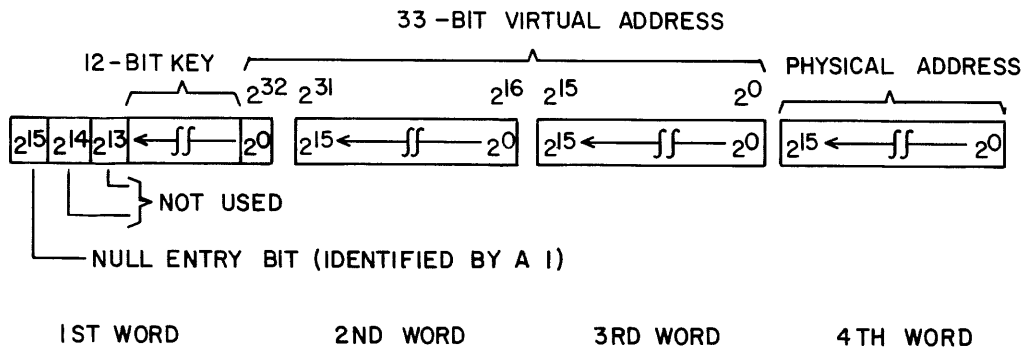 33-BIT VIRTUAL ADDRESS
12-BIT KEY
PHYSICAL ADDRESS
2^32 2^31 2^16 2^15 2^0
2^15 2^14 2^13 2^0 2^15 2^0 2^15 2^0 2^15 2^0
NOT USED
NULL ENTRY BIT (IDENTIFIED BY A 1)
1ST WORD 2ND WORD 3RD WORD 4TH WORD